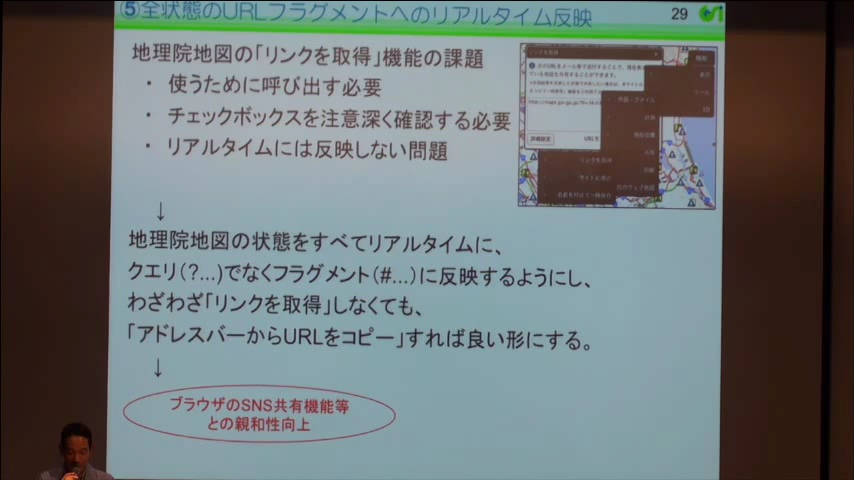 ⑤全状態のURLフラグメントへのリアルタイム反映
29
地理院地図の「リンクを取得」機能の課題
・ 使うために呼び出す必要
・ チェックボックスを注意深く確認する必要
・ リアルタイムには反映しない問題
リンクを取得
↓
地理院地図の状態をすべてリアルタイムに、
クエリ(?...)でなくフラグメント(#...)に反映するようにし、
わざわざ「リンクを取得」しなくても、
「アドレスバーからURLをコピー」すれば良い形にする。
↓
ブラウザのSNS共有機能等
との親和性向上